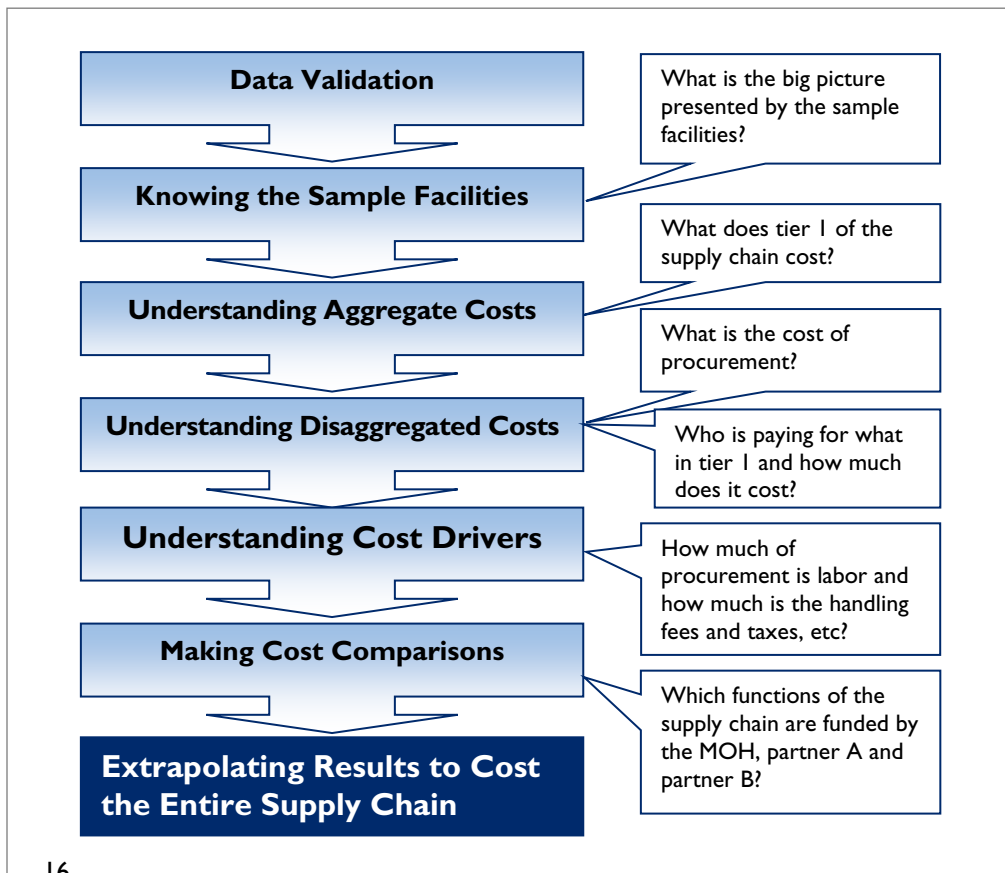 Data Validation
What is the big picture
presented by the sample
facilities?
Knowing the Sample Facilities
What does tier 1 of the
supply chain cost?
Understanding Aggregate Costs
What is the cost of
procurement?
Understanding Disaggregated Costs
Who is paying for what
in tier 1 and how much
does it cost?
Understanding Cost Drivers
How much of
procurement is labor and
how much is the handling
fees and taxes, etc?
Making Cost Comparisons
Which functions of the
supply chain are funded by
the MOH, partner A and
partner B?
Extrapolating Results to Cost
the Entire Supply Chain
16